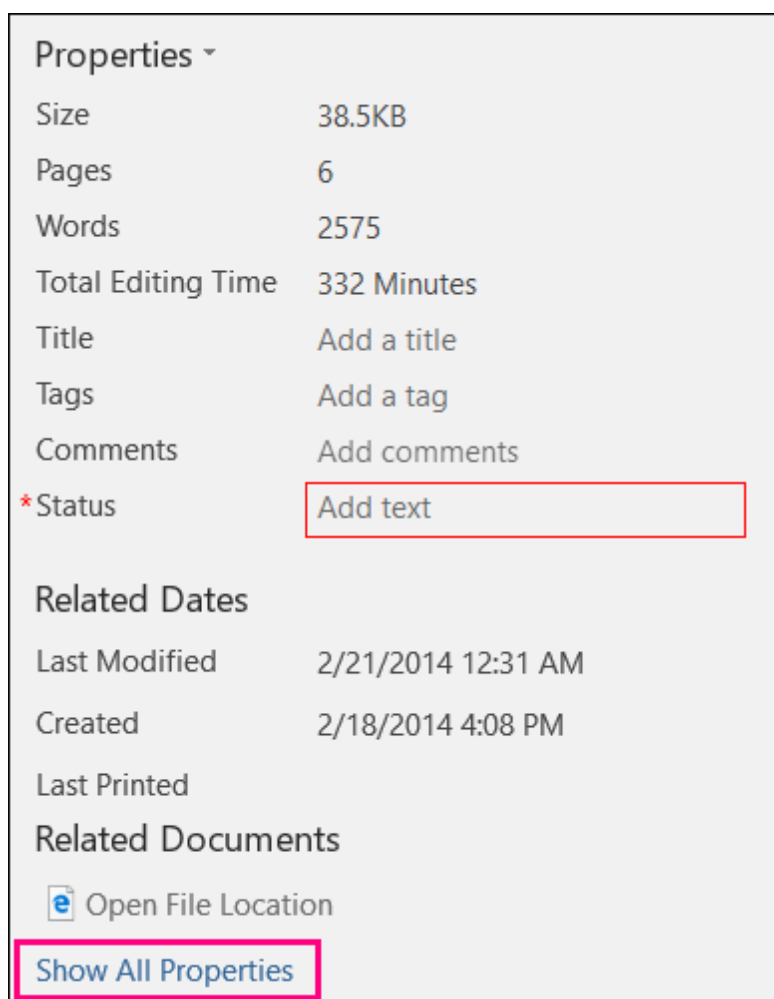 Properties
Size 38.5KB
Pages 6
Words 2575
Total Editing Time 332 Minutes
Title Add a title
Tags Add a tag
Comments Add comments
*Status Add text
Related Dates
Last Modified 2/21/2014 12:31 AM
Created 2/18/2014 4:08 PM
Last Printed
Related Documents
Open File Location
Show All Properties